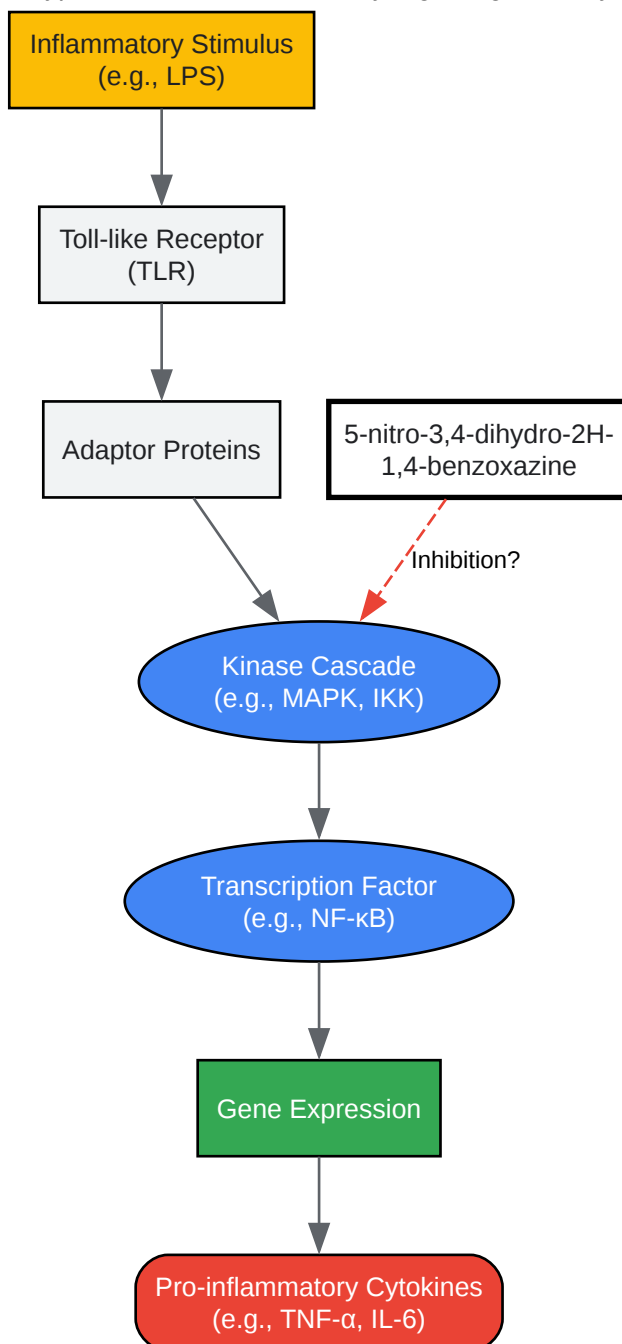 Inflammatory Stimulus
(e.g., LPS)
Toll-like Receptor
(TLR)
Adaptor Proteins
5-nitro-3,4-dihydro-2H-
1,4-benzoxazine
Inhibition?
Kinase Cascade
(e.g., MAPK, IKK)
Transcription Factor
(e.g., NF-κB)
Gene Expression
Pro-inflammatory Cytokines
(e.g., TNF-α, IL-6)